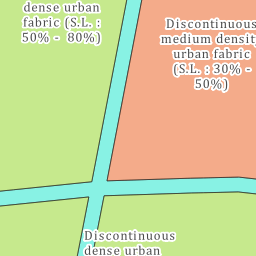 dense urban
fabric (S.L. :
50% -  80%)
Discontinuous
medium density
urban fabric
(S.L. : 30% -
50%)
Discontinuous
dense urban